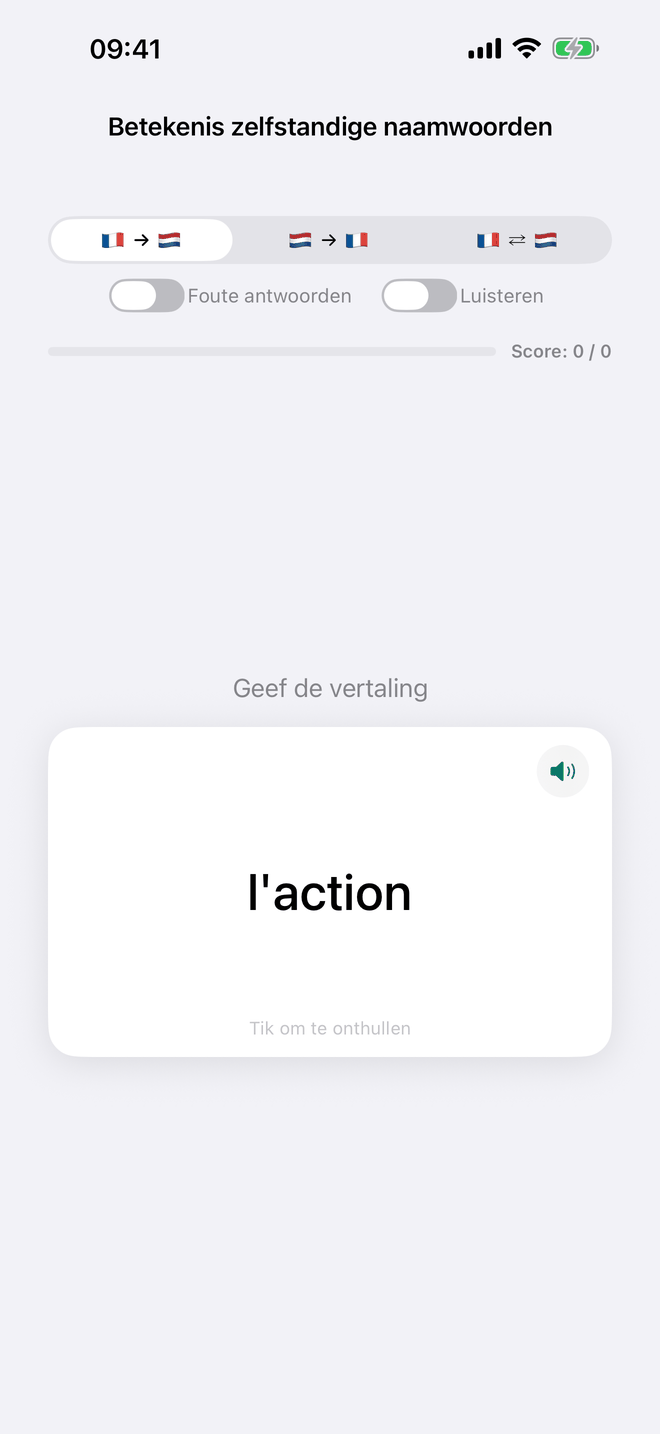 09:41
Betekenis zelfstandige naamwoorden
🇫🇷 → 🇳🇱 🇳🇱 → 🇫🇷 🇫🇷 ⇄ 🇳🇱
Foute antwoorden Luisteren
Score: 0 / 0
Geef de vertaling
l'action
Tik om te onthullen